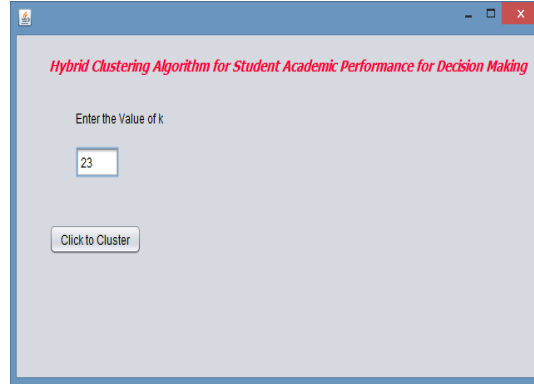 Hybrid Clustering Algorithm for Student Academic Performance for Decision Making
Enter the Value of k
23
Click to Cluster